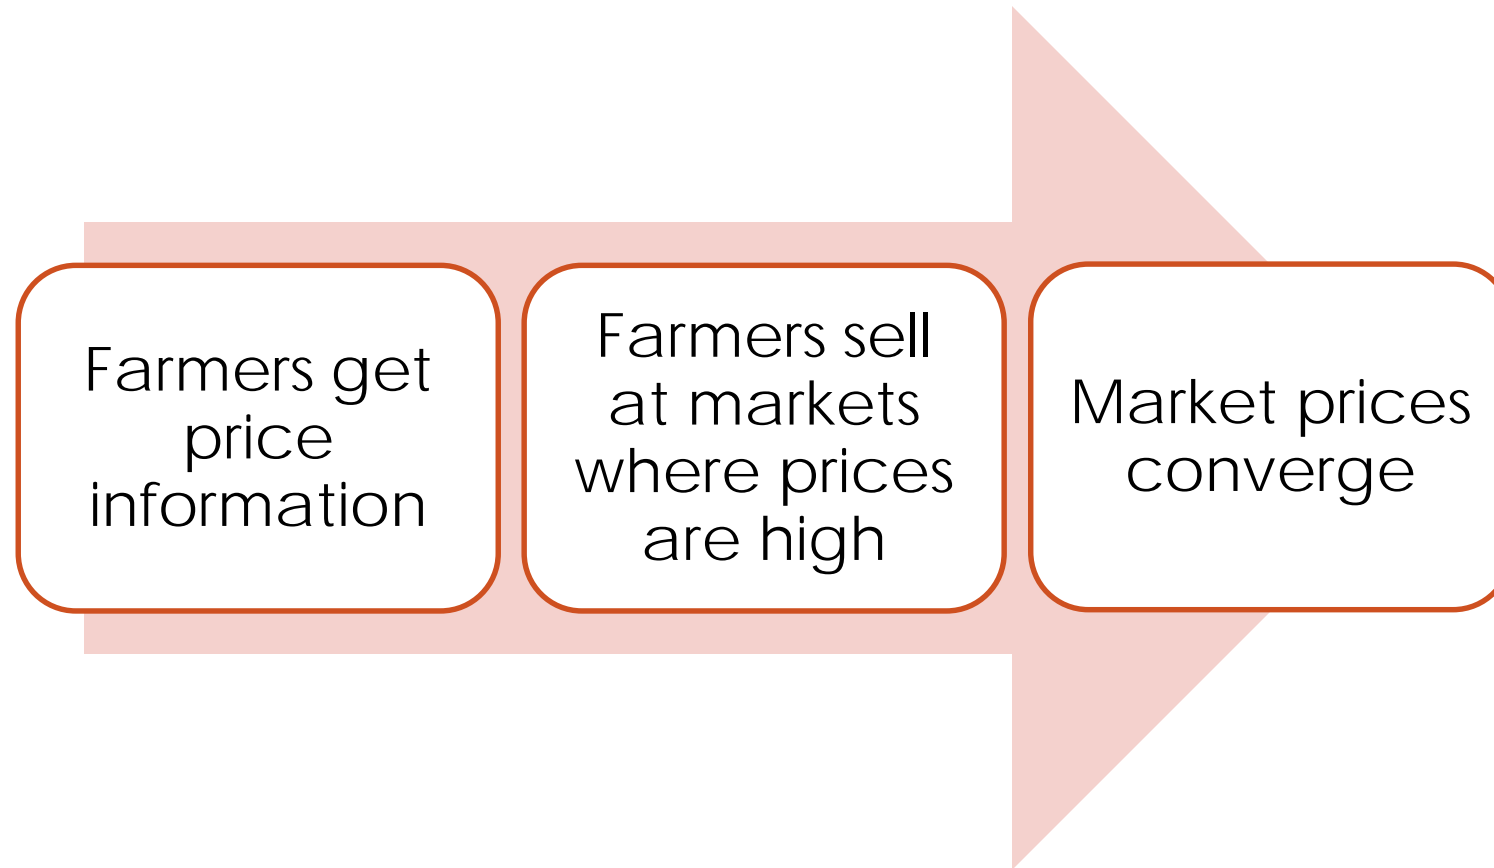 Farmers get
price
information
Farmers sell
at markets
where prices
are high
Market prices
converge